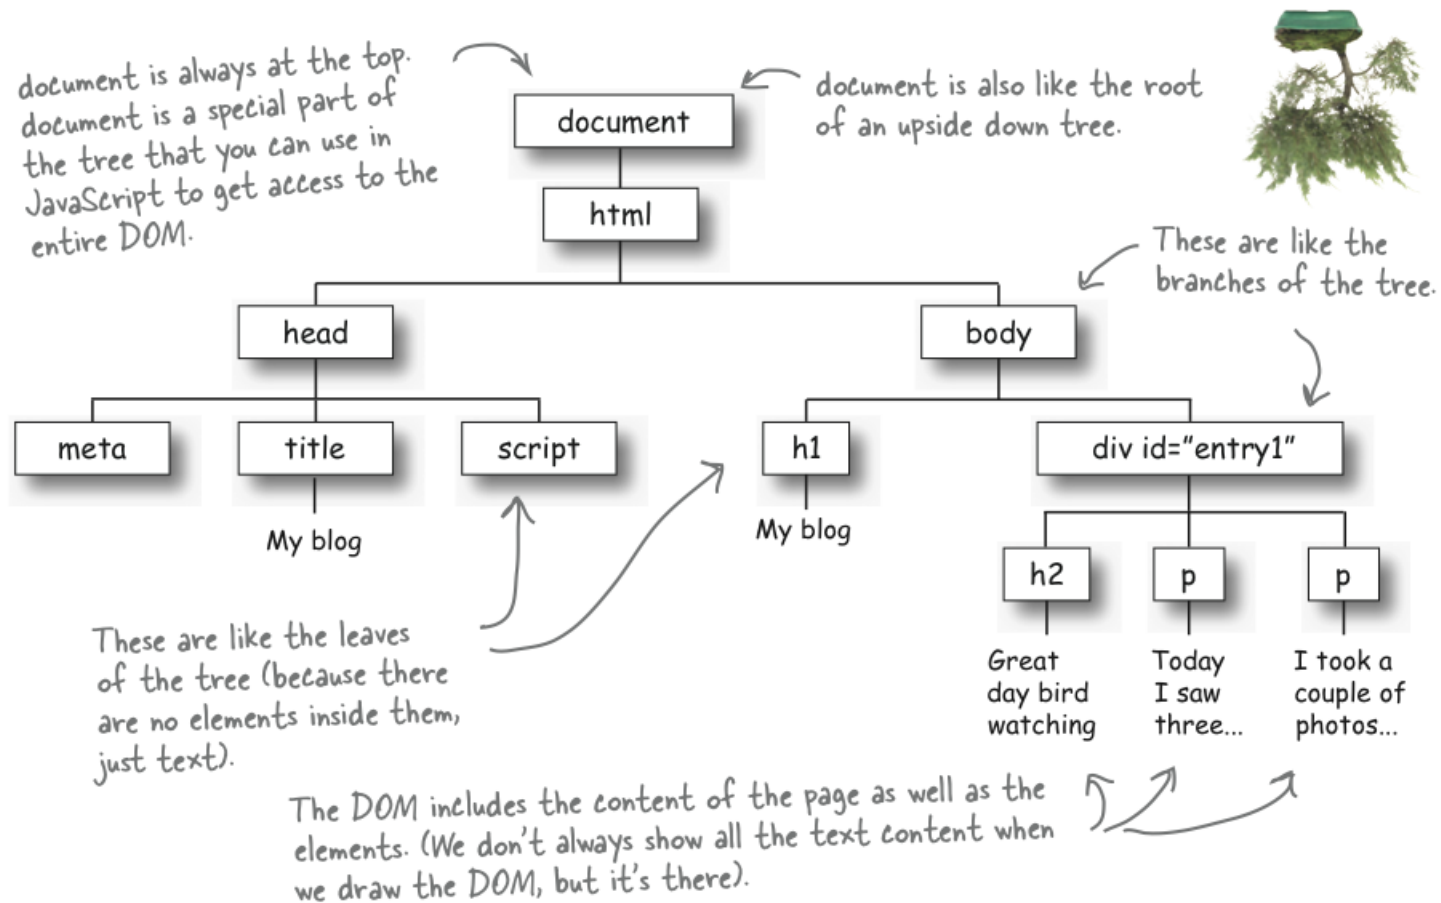 document is always at the top.
document is a special part of
the tree that you can use in
JavaScript to get access to the
entire DOM.
document
document is also like the root
of an upside down tree.
html
These are like the
branches of the tree.
head
body
meta
title
script
h1
div id="entry1"
My blog
My blog
h2
p
p
Great
day bird
watching
Today
I saw
three...
I took a
couple of
photos...
These are like the leaves
of the tree (because there
are no elements inside them,
just text).
The DOM includes the content of the page as well as the
elements. (We don't always show all the text content when
we draw the DOM, but it's there).